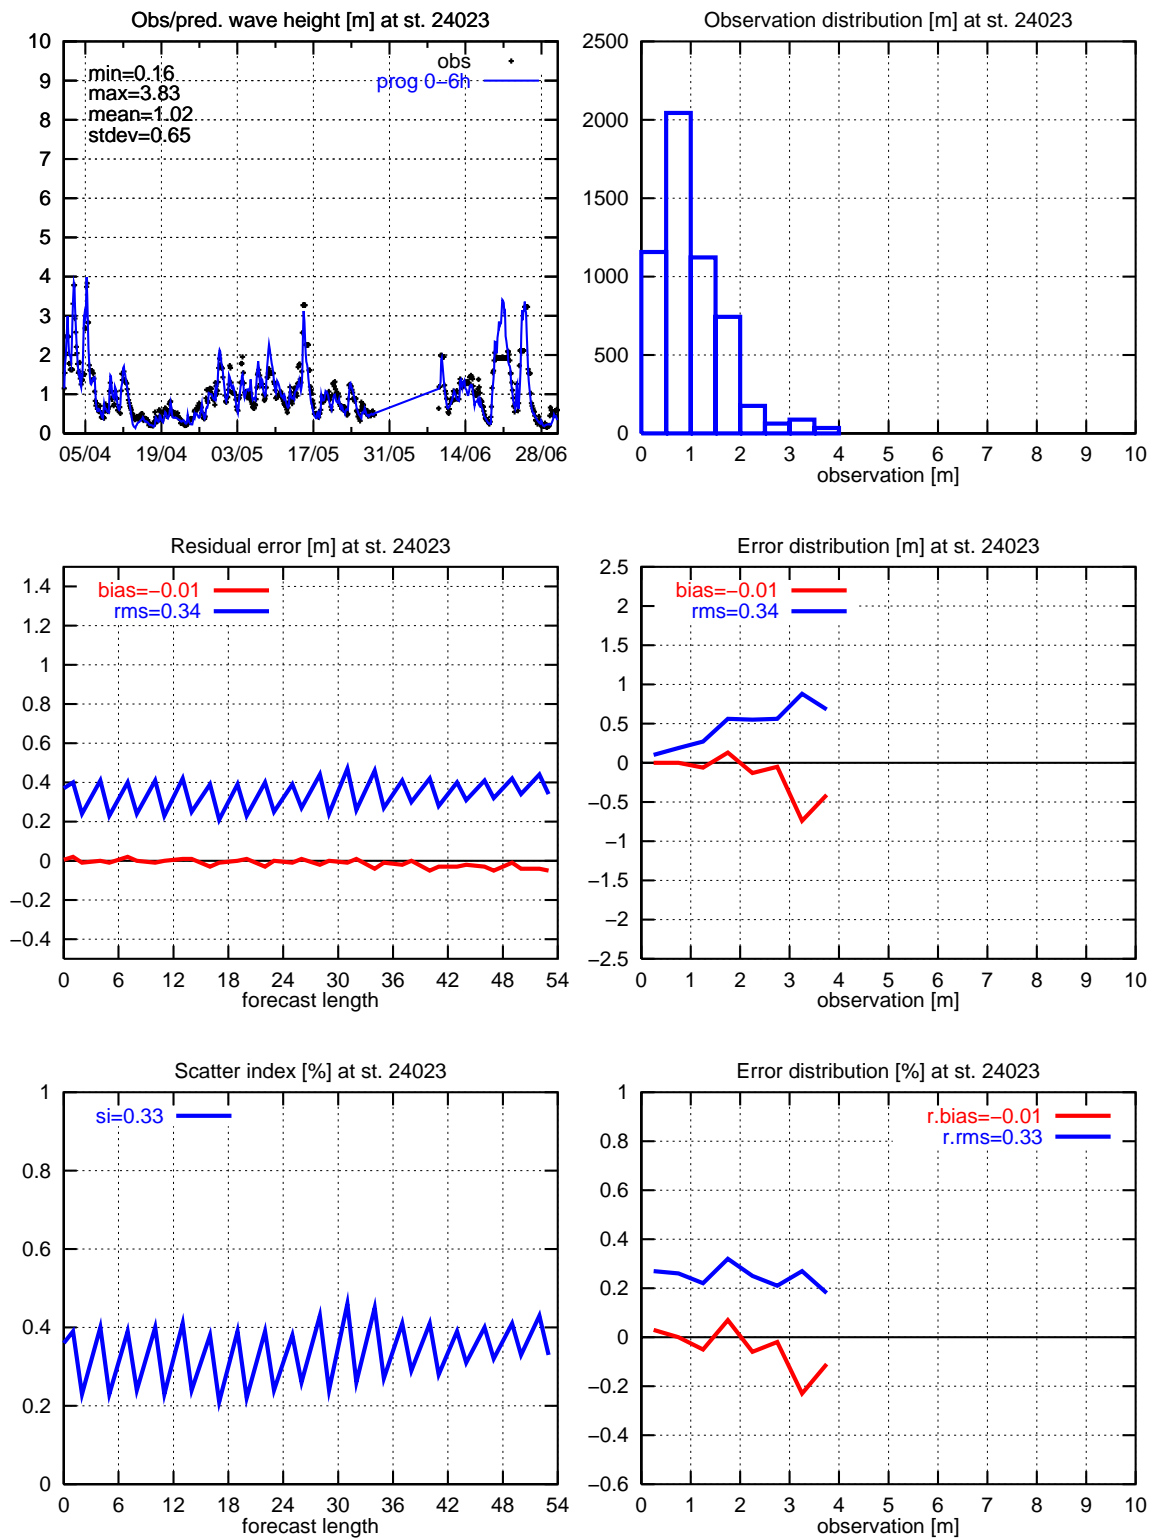 Obs/pred. wave height [m] at st. 24023
10
9
8
7
6
5
4
3
2
1
0
min=0.16
max=3.83
mean=1.02
stdev=0.65
obs
prog 0−6h
05/04 19/04 03/05 17/05 31/05 14/06 28/06
Observation distribution [m] at st. 24023
2500
2000
1500
1000
500
0
0 1 2 3 4 5 6 7 8 9 10
observation [m]
Residual error [m] at st. 24023
bias=−0.01
rms=0.34
1.4
1.2
1
0.8
0.6
0.4
0.2
0
−0.2
−0.4
0 6 12 18 24 30 36 42 48 54
forecast length
Error distribution [m] at st. 24023
bias=−0.01
rms=0.34
2.5
2
1.5
1
0.5
0
−0.5
−1
−1.5
−2
−2.5
0 1 2 3 4 5 6 7 8 9 10
observation [m]
Scatter index [%] at st. 24023
si=0.33
1
0.8
0.6
0.4
0.2
0
0 6 12 18 24 30 36 42 48 54
forecast length
Error distribution [%] at st. 24023
r.bias=−0.01
r.rms=0.33
1
0.8
0.6
0.4
0.2
0
−0.2
−0.4
−0.6
0 1 2 3 4 5 6 7 8 9 10
observation [m]